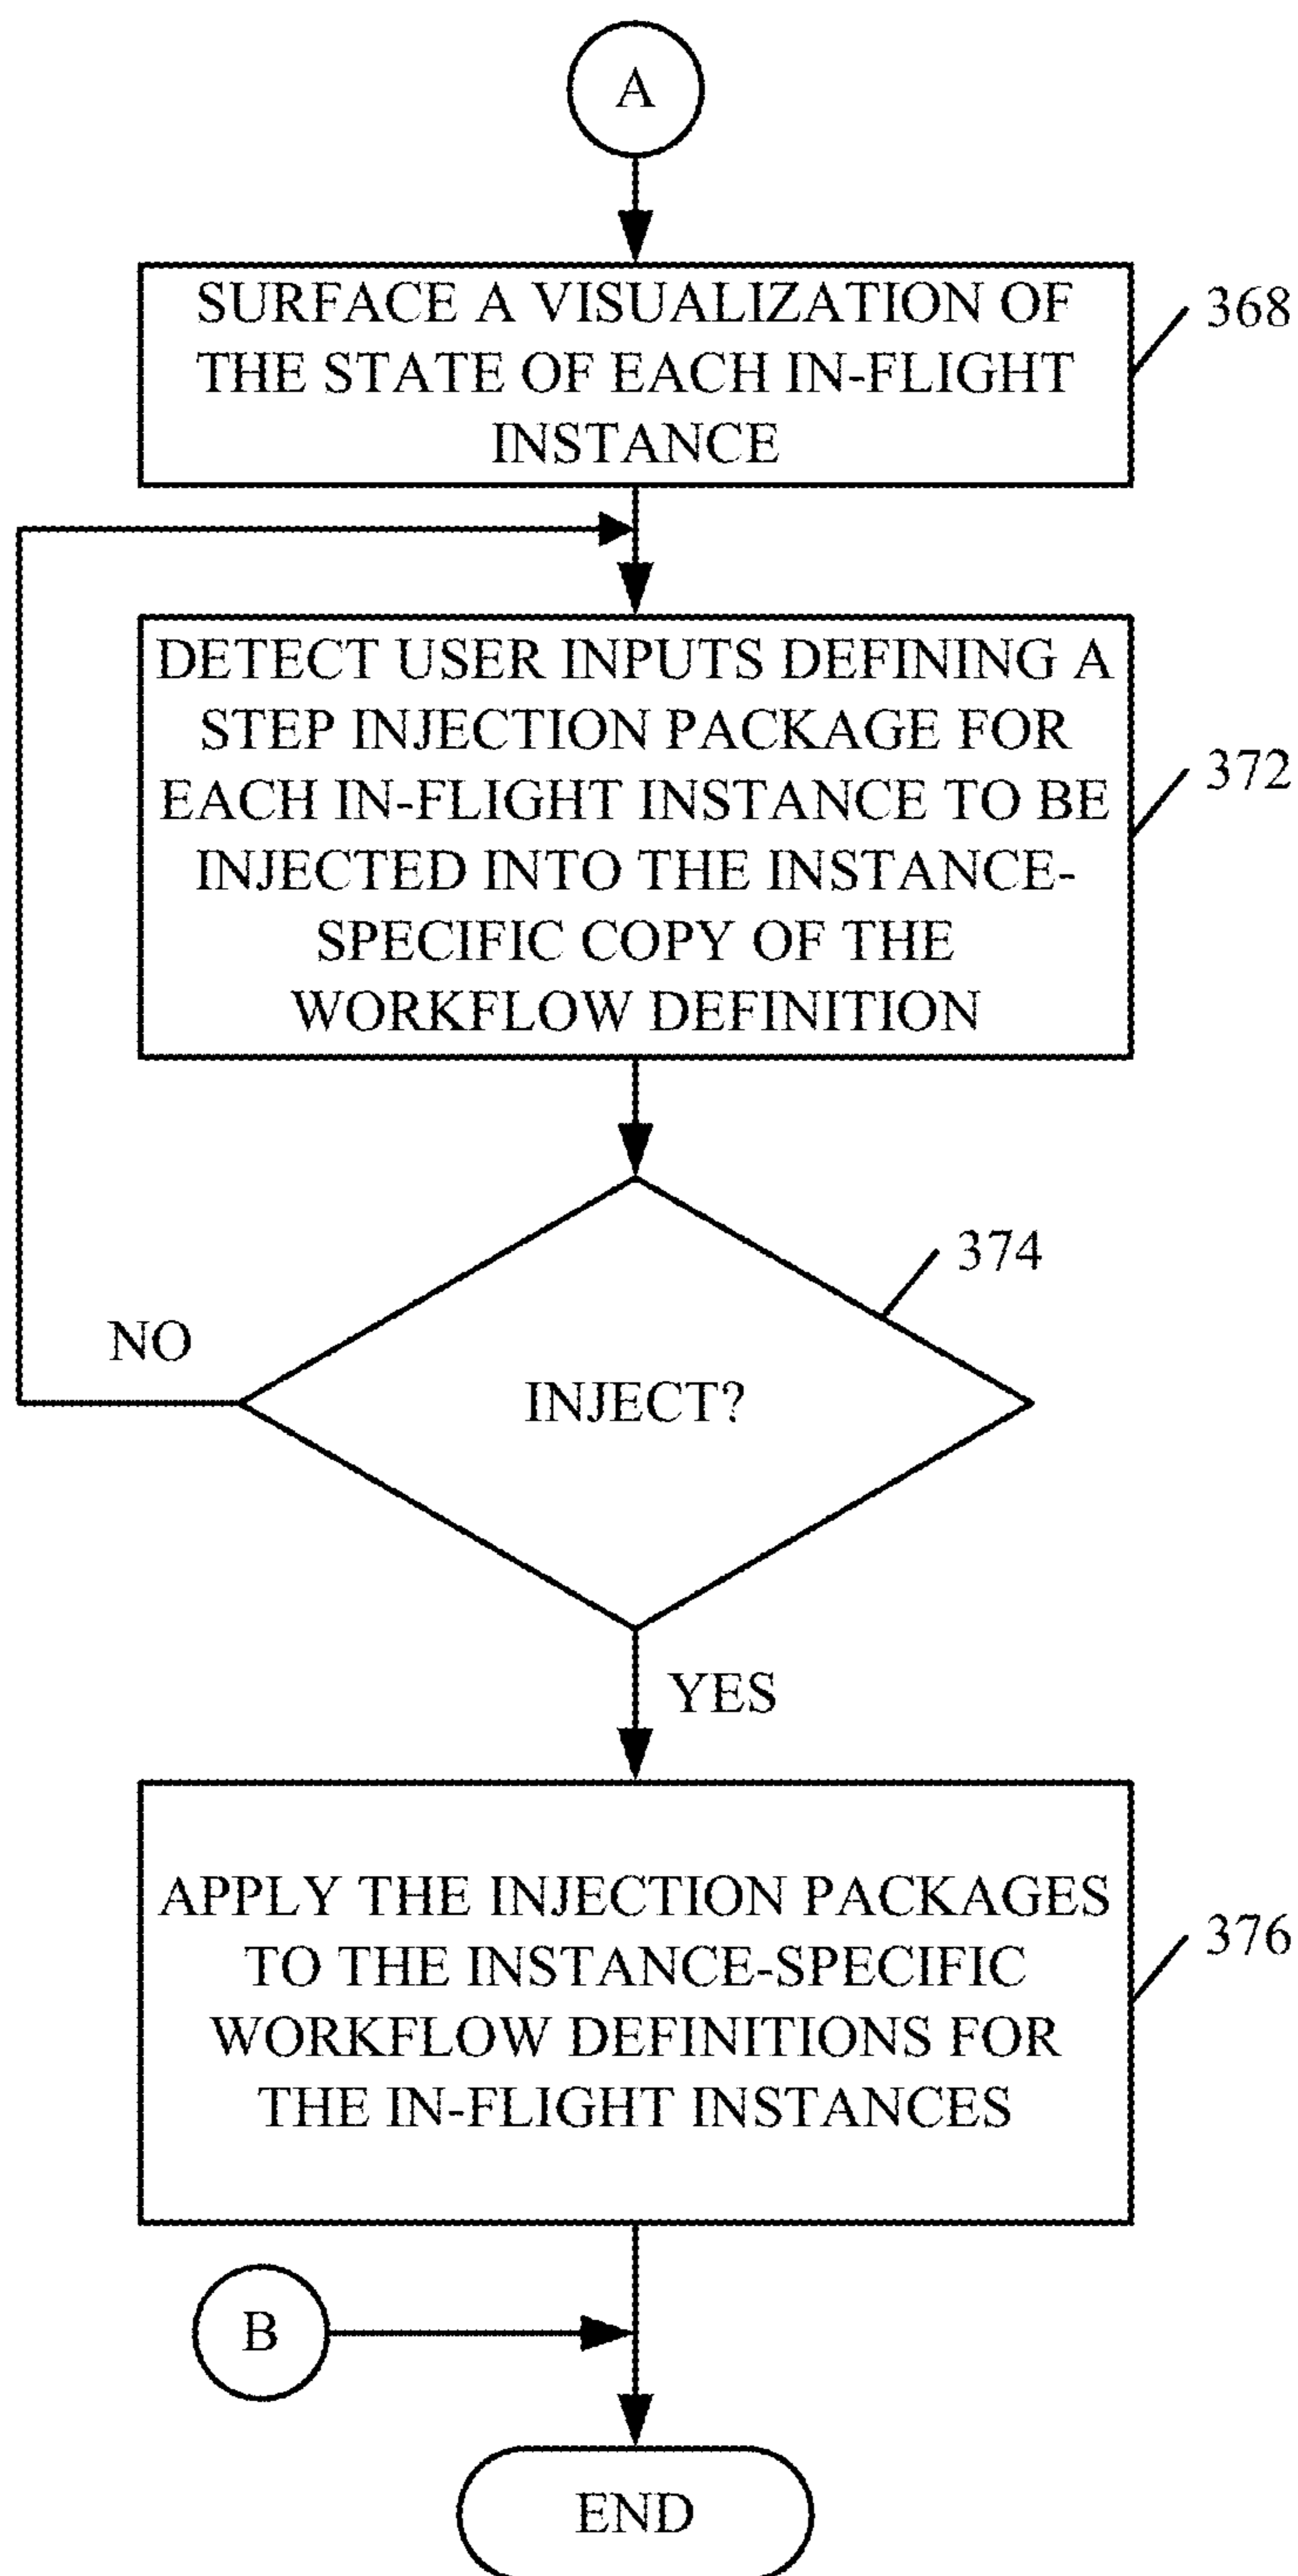 A
SURFACE A VISUALIZATION OF
THE STATE OF EACH IN-FLIGHT
INSTANCE
368
DETECT USER INPUTS DEFINING A
STEP INJECTION PACKAGE FOR
EACH IN-FLIGHT INSTANCE TO BE
INJECTED INTO THE INSTANCE-
SPECIFIC COPY OF THE
WORKFLOW DEFINITION
372
374
NO
INJECT?
YES
APPLY THE INJECTION PACKAGES
TO THE INSTANCE-SPECIFIC
WORKFLOW DEFINITIONS FOR
THE IN-FLIGHT INSTANCES
376
B
END